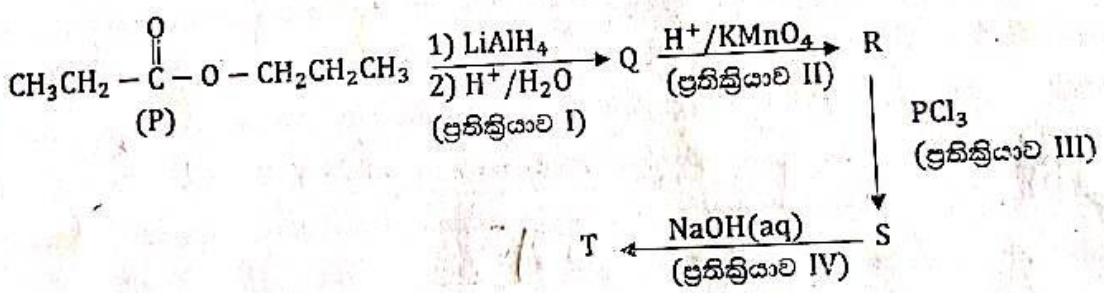 O
CH₃CH₂ – C – O – CH₂CH₂CH₃
(P)
1) LiAlH₄
2) H⁺/H₂O
(ප්‍රතික්‍රියාව I)
Q
H⁺/KMnO₄
(ප්‍රතික්‍රියාව II)
R
PCl₃
(ප්‍රතික්‍රියාව III)
S
NaOH(aq)
(ප්‍රතික්‍රියාව IV)
T